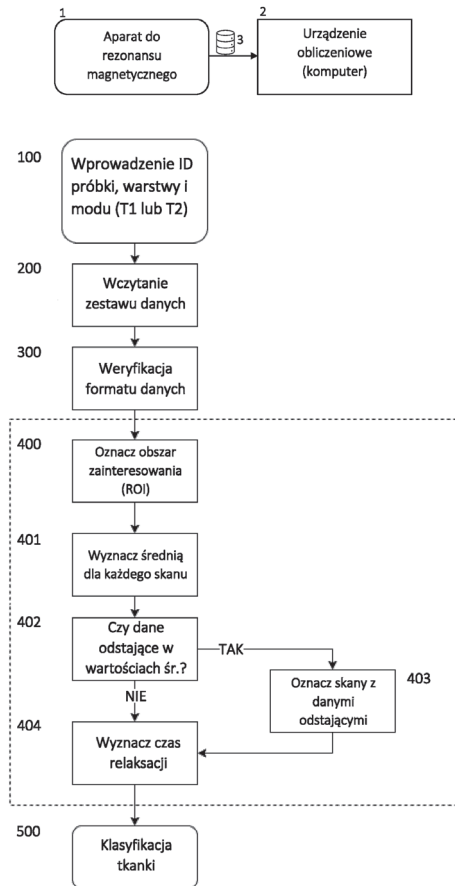 1
Aparat do
rezonansu
magnetycznego
3
2
Urządzenie
obliczeniowe
(komputer)
100
Wprowadzenie ID
próbki, warstwy i
modu (T1 lub T2)
200
Wczytanie
zestawu danych
300
Weryfikacja
formatu danych
400
Oznacz obszar
zainteresowania
(ROI)
401
Wyznacz średnią
dla każdego skanu
402
Czy dane
odstające w
wartościach śr.?
TAK
NIE
403
Oznacz skany z
danymi
odstającymi
404
Wyznacz czas
relaksacji
500
Klasyfikacja
tkanki